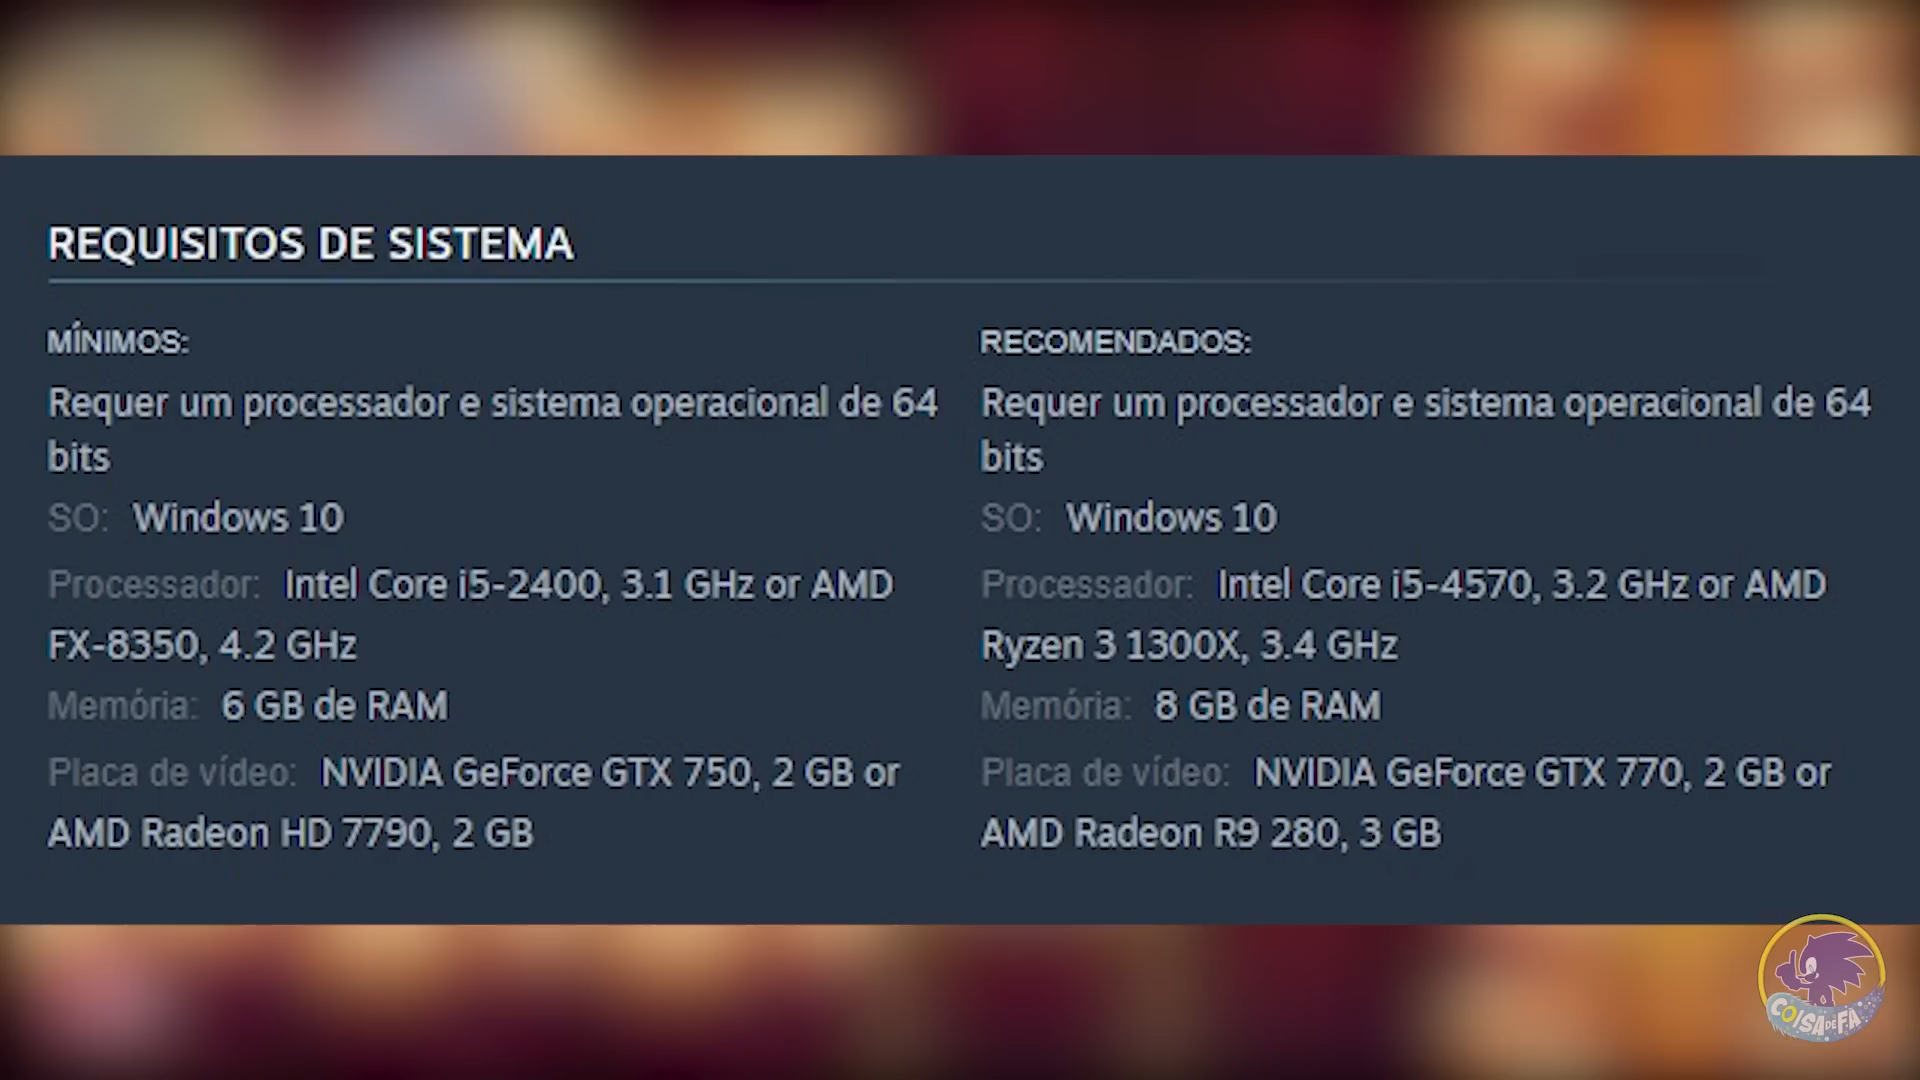 REQUISITOS DE SISTEMA
MÍNIMOS:
Requer um processador e sistema operacional de 64
bits
SO: Windows 10
Processador: Intel Core i5-2400, 3.1 GHz or AMD
FX-8350, 4.2 GHz
Memória: 6 GB de RAM
Placa de vídeo: NVIDIA GeForce GTX 750, 2 GB or
AMD Radeon HD 7790, 2 GB
RECOMENDADOS:
Requer um processador e sistema operacional de 64
bits
SO: Windows 10
Processador: Intel Core i5-4570, 3.2 GHz or AMD
Ryzen 3 1300X, 3.4 GHz
Memória: 8 GB de RAM
Placa de vídeo: NVIDIA GeForce GTX 770, 2 GB or
AMD Radeon R9 280, 3 GB
COISA DE FÃ